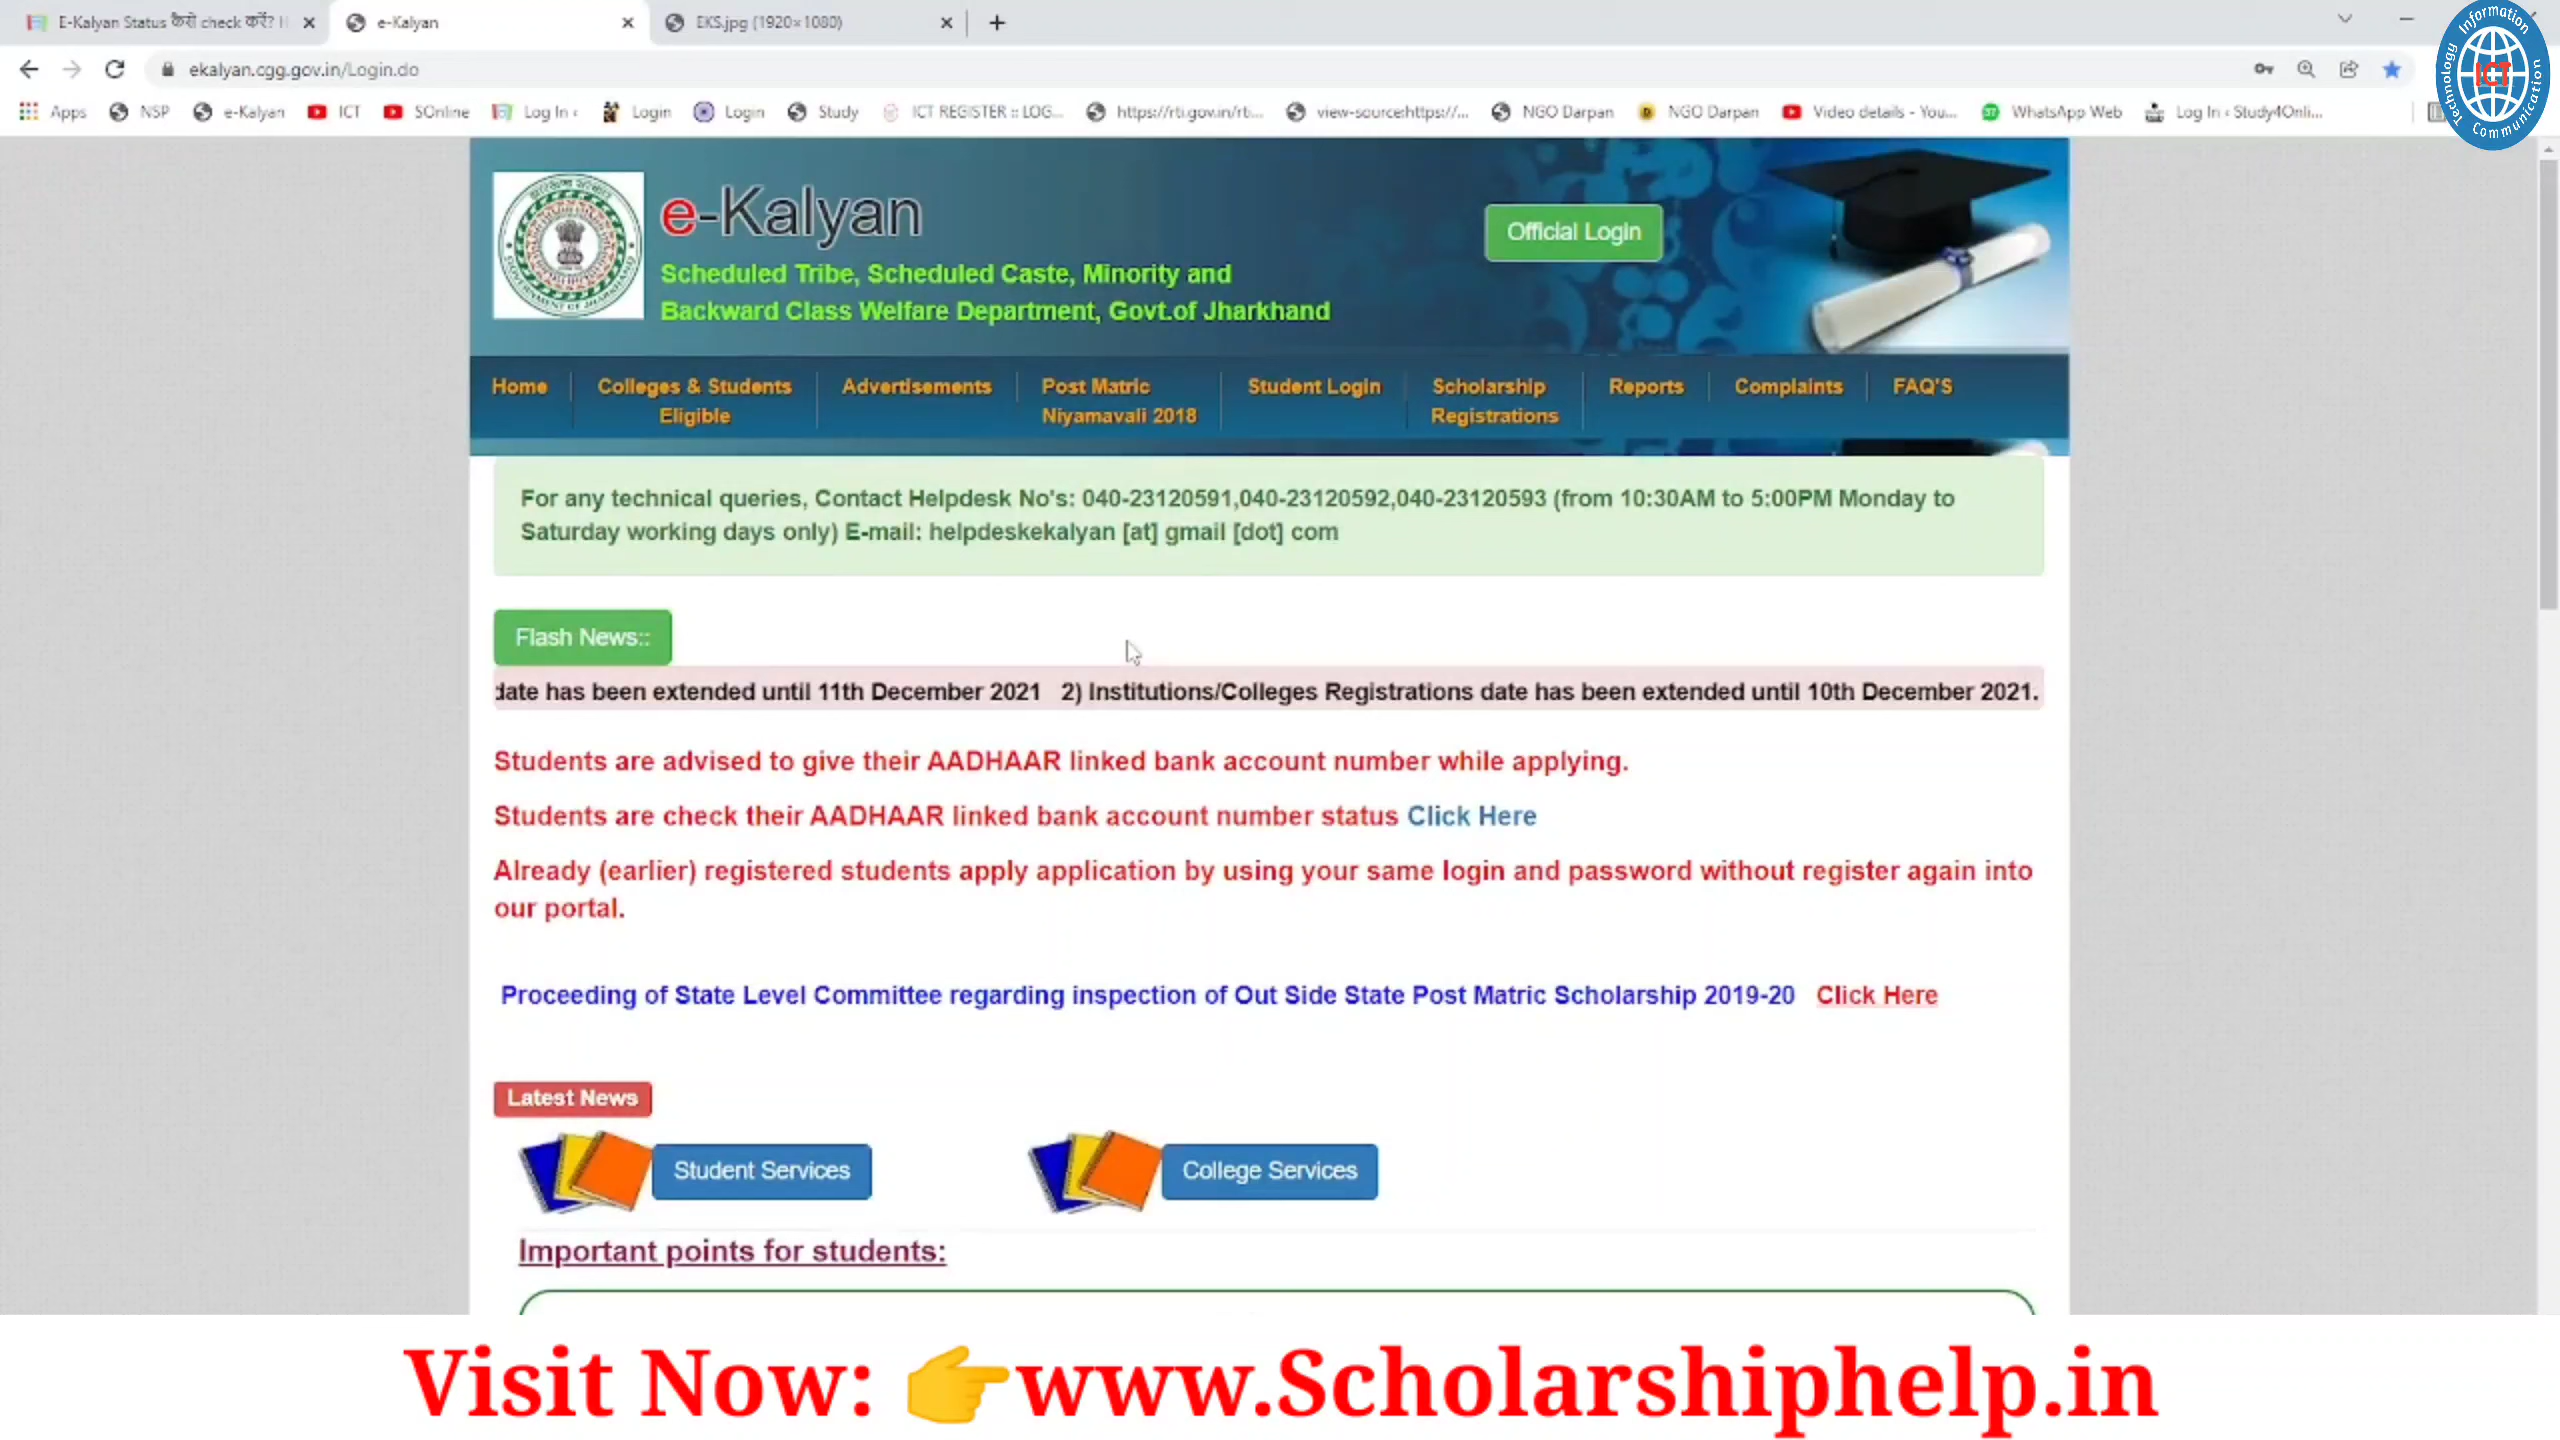 E-Kalyan Status कैसे check करें? H
e-Kalyan
EKS.jpg (1920×1080)
ekalyan.cgg.gov.in/Login.do
Apps
NSP
e-Kalyan
ICT
SOnline
Log In ‹
Login
Login
Study
ICT REGISTER :: LOG...
https://rti.gov.in/rti...
view-source:https://...
NGO Darpan
NGO Darpan
Video details - You...
WhatsApp Web
Log In ‹ Study4Onli...
Information
Technology
ICT
Communication
e-Kalyan
Scheduled Tribe, Scheduled Caste, Minority and
Backward Class Welfare Department, Govt.of Jharkhand
Official Login
GOVERNMENT OF JHARKHAND
Home
Colleges & Students
Eligible
Advertisements
Post Matric
Niyamavali 2018
Student Login
Scholarship
Registrations
Reports
Complaints
FAQ'S
For any technical queries, Contact Helpdesk No's: 040-23120591,040-23120592,040-23120593 (from 10:30AM to 5:00PM Monday to
Saturday working days only) E-mail: helpdeskekalyan [at] gmail [dot] com
Flash News::
date has been extended until 11th December 2021 2) Institutions/Colleges Registrations date has been extended until 10th December 2021.
Students are advised to give their AADHAAR linked bank account number while applying.
Students are check their AADHAAR linked bank account number status Click Here
Already (earlier) registered students apply application by using your same login and password without register again into
our portal.
Proceeding of State Level Committee regarding inspection of Out Side State Post Matric Scholarship 2019-20 Click Here
Latest News
Student Services
College Services
Important points for students:
Visit Now: 👉www.Scholarshiphelp.in